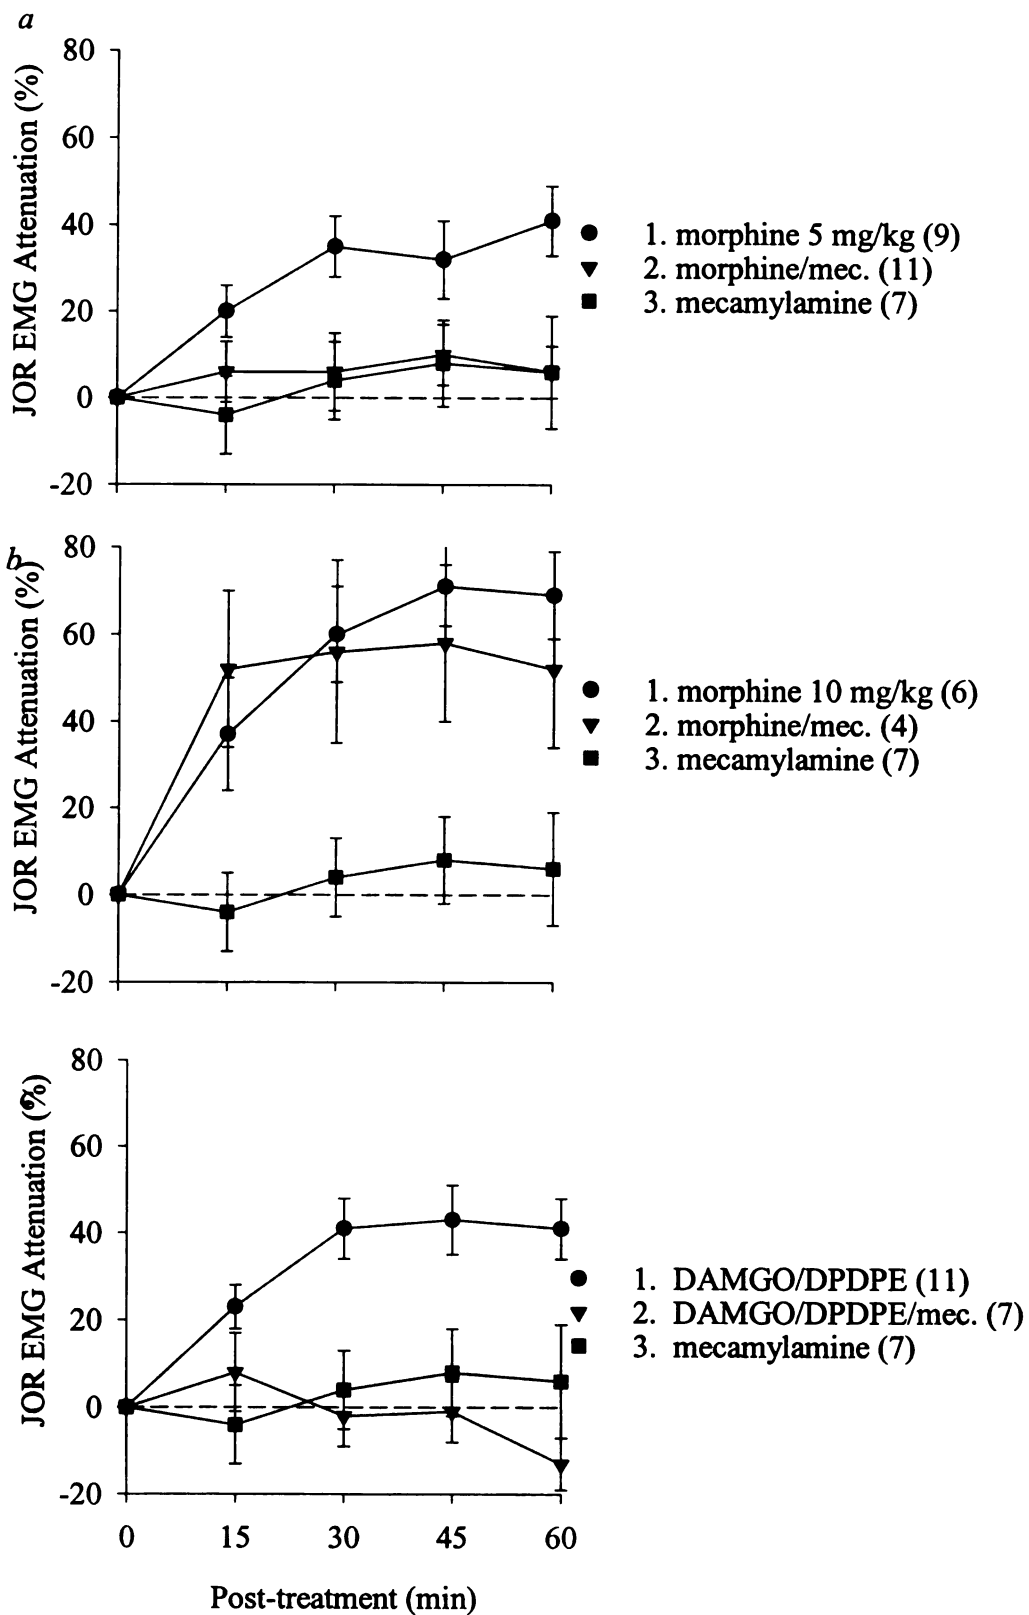 a
80
60
40
20
0
-20
JOR EMG Attenuation (%)
1. morphine 5 mg/kg (9)
2. morphine/mec. (11)
3. mecamylamine (7)
b
80
60
40
20
0
-20
JOR EMG Attenuation (%)
1. morphine 10 mg/kg (6)
2. morphine/mec. (4)
3. mecamylamine (7)
c
80
60
40
20
0
-20
JOR EMG Attenuation (%)
1. DAMGO/DPDPE (11)
2. DAMGO/DPDPE/mec. (7)
3. mecamylamine (7)
0 15 30 45 60
Post-treatment (min)